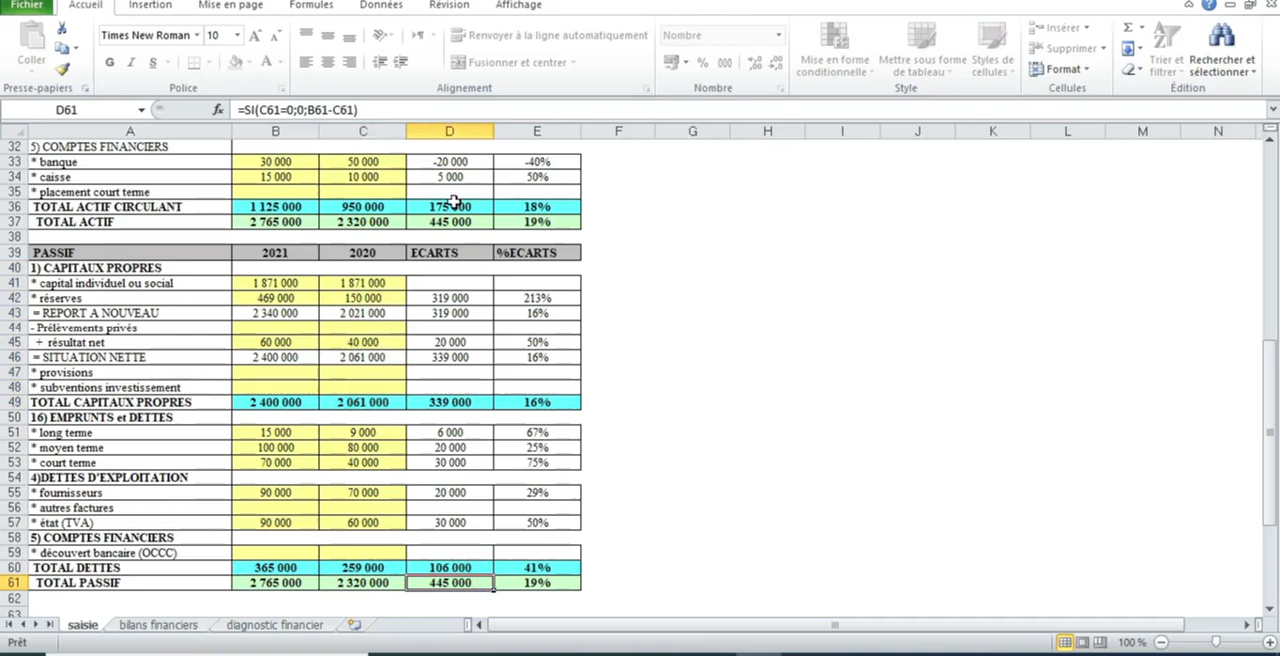 Fichier Accueil Insertion Mise en page Formules Données Révision Affichage
Coller
Times New Roman 10
G I S
Renvoyer à la ligne automatiquement
Fusionner et centrer
Nombre
% 000
Mise en forme conditionnelle
Mettre sous forme de tableau
Styles de cellules
Insérer
Supprimer
Format
Σ
Trier et filtrer
Rechercher et sélectionner
Presse-papiers Police Alignement Nombre Style Cellules Édition
D61 fx =SI(C61=0;0;B61-C61)
A B C D E F G H I J K L M N
32 5) COMPTES FINANCIERS
33 * banque 30 000 50 000 -20 000 -40%
34 * caisse 15 000 10 000 5 000 50%
35 * placement court terme
36 TOTAL ACTIF CIRCULANT 1 125 000 950 000 175 000 18%
37 TOTAL ACTIF 2 765 000 2 320 000 445 000 19%
38
39 PASSIF 2021 2020 ECARTS %ECARTS
40 1) CAPITAUX PROPRES
41 * capital individuel ou social 1 871 000 1 871 000
42 * réserves 469 000 150 000 319 000 213%
43 = REPORT A NOUVEAU 2 340 000 2 021 000 319 000 16%
44 - Prélèvements privés
45 + résultat net 60 000 40 000 20 000 50%
46 = SITUATION NETTE 2 400 000 2 061 000 339 000 16%
47 * provisions
48 * subventions investissement
49 TOTAL CAPITAUX PROPRES 2 400 000 2 061 000 339 000 16%
50 16) EMPRUNTS et DETTES
51 * long terme 15 000 9 000 6 000 67%
52 * moyen terme 100 000 80 000 20 000 25%
53 * court terme 70 000 40 000 30 000 75%
54 4)DETTES D'EXPLOITATION
55 * fournisseurs 90 000 70 000 20 000 29%
56 * autres factures
57 * état (TVA) 90 000 60 000 30 000 50%
58 5) COMPTES FINANCIERS
59 * découvert bancaire (OCCC)
60 TOTAL DETTES 365 000 259 000 106 000 41%
61 TOTAL PASSIF 2 765 000 2 320 000 445 000 19%
62
63
saisie bilans financiers diagnostic financier
Prêt 100 %